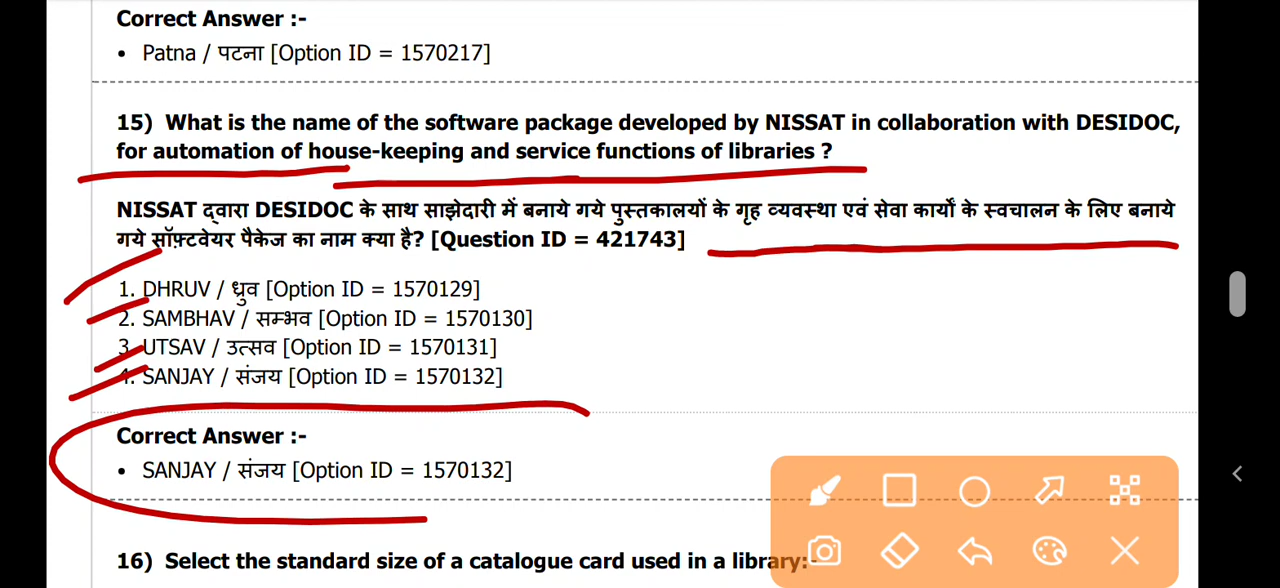 Correct Answer :-
• Patna / पटना [Option ID = 1570217]
15) What is the name of the software package developed by NISSAT in collaboration with DESIDOC,
for automation of house-keeping and service functions of libraries ?
NISSAT द्वारा DESIDOC के साथ साझेदारी में बनाये गये पुस्तकालयों के गृह व्यवस्था एवं सेवा कार्यों के स्वचालन के लिए बनाये
गये सॉफ़्टवेयर पैकेज का नाम क्या है? [Question ID = 421743]
1. DHRUV / ध्रुव [Option ID = 1570129]
2. SAMBHAV / सम्भव [Option ID = 1570130]
3. UTSAV / उत्सव [Option ID = 1570131]
4. SANJAY / संजय [Option ID = 1570132]
Correct Answer :-
• SANJAY / संजय [Option ID = 1570132]
16) Select the standard size of a catalogue card used in a library:-